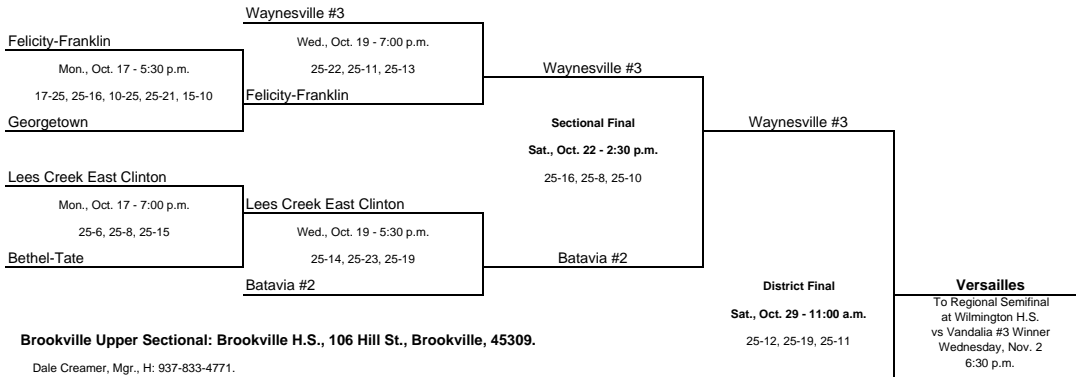 Waynesville #3
Felicity-Franklin
Wed., Oct. 19 - 7:00 p.m.
Mon., Oct. 17 - 5:30 p.m.
25-22, 25-11, 25-13
Waynesville #3
17-25, 25-16, 10-25, 25-21, 15-10
Felicity-Franklin
Georgetown
Sectional Final
Waynesville #3
Sat., Oct. 22 - 2:30 p.m.
Lees Creek East Clinton
25-16, 25-8, 25-10
Mon., Oct. 17 - 7:00 p.m.
Lees Creek East Clinton
25-6, 25-8, 25-15
Wed., Oct. 19 - 5:30 p.m.
Bethel-Tate
25-14, 25-23, 25-19
Batavia #2
Batavia #2
District Final
Versailles
To Regional Semifinal
Sat., Oct. 29 - 11:00 a.m.
at Wilmington H.S.
vs Vandalia #3 Winner
Brookville Upper Sectional: Brookville H.S., 106 Hill St., Brookville, 45309.
25-12, 25-19, 25-11
Wednesday, Nov. 2
6:30 p.m.
Dale Creamer, Mgr., H: 937-833-4771.